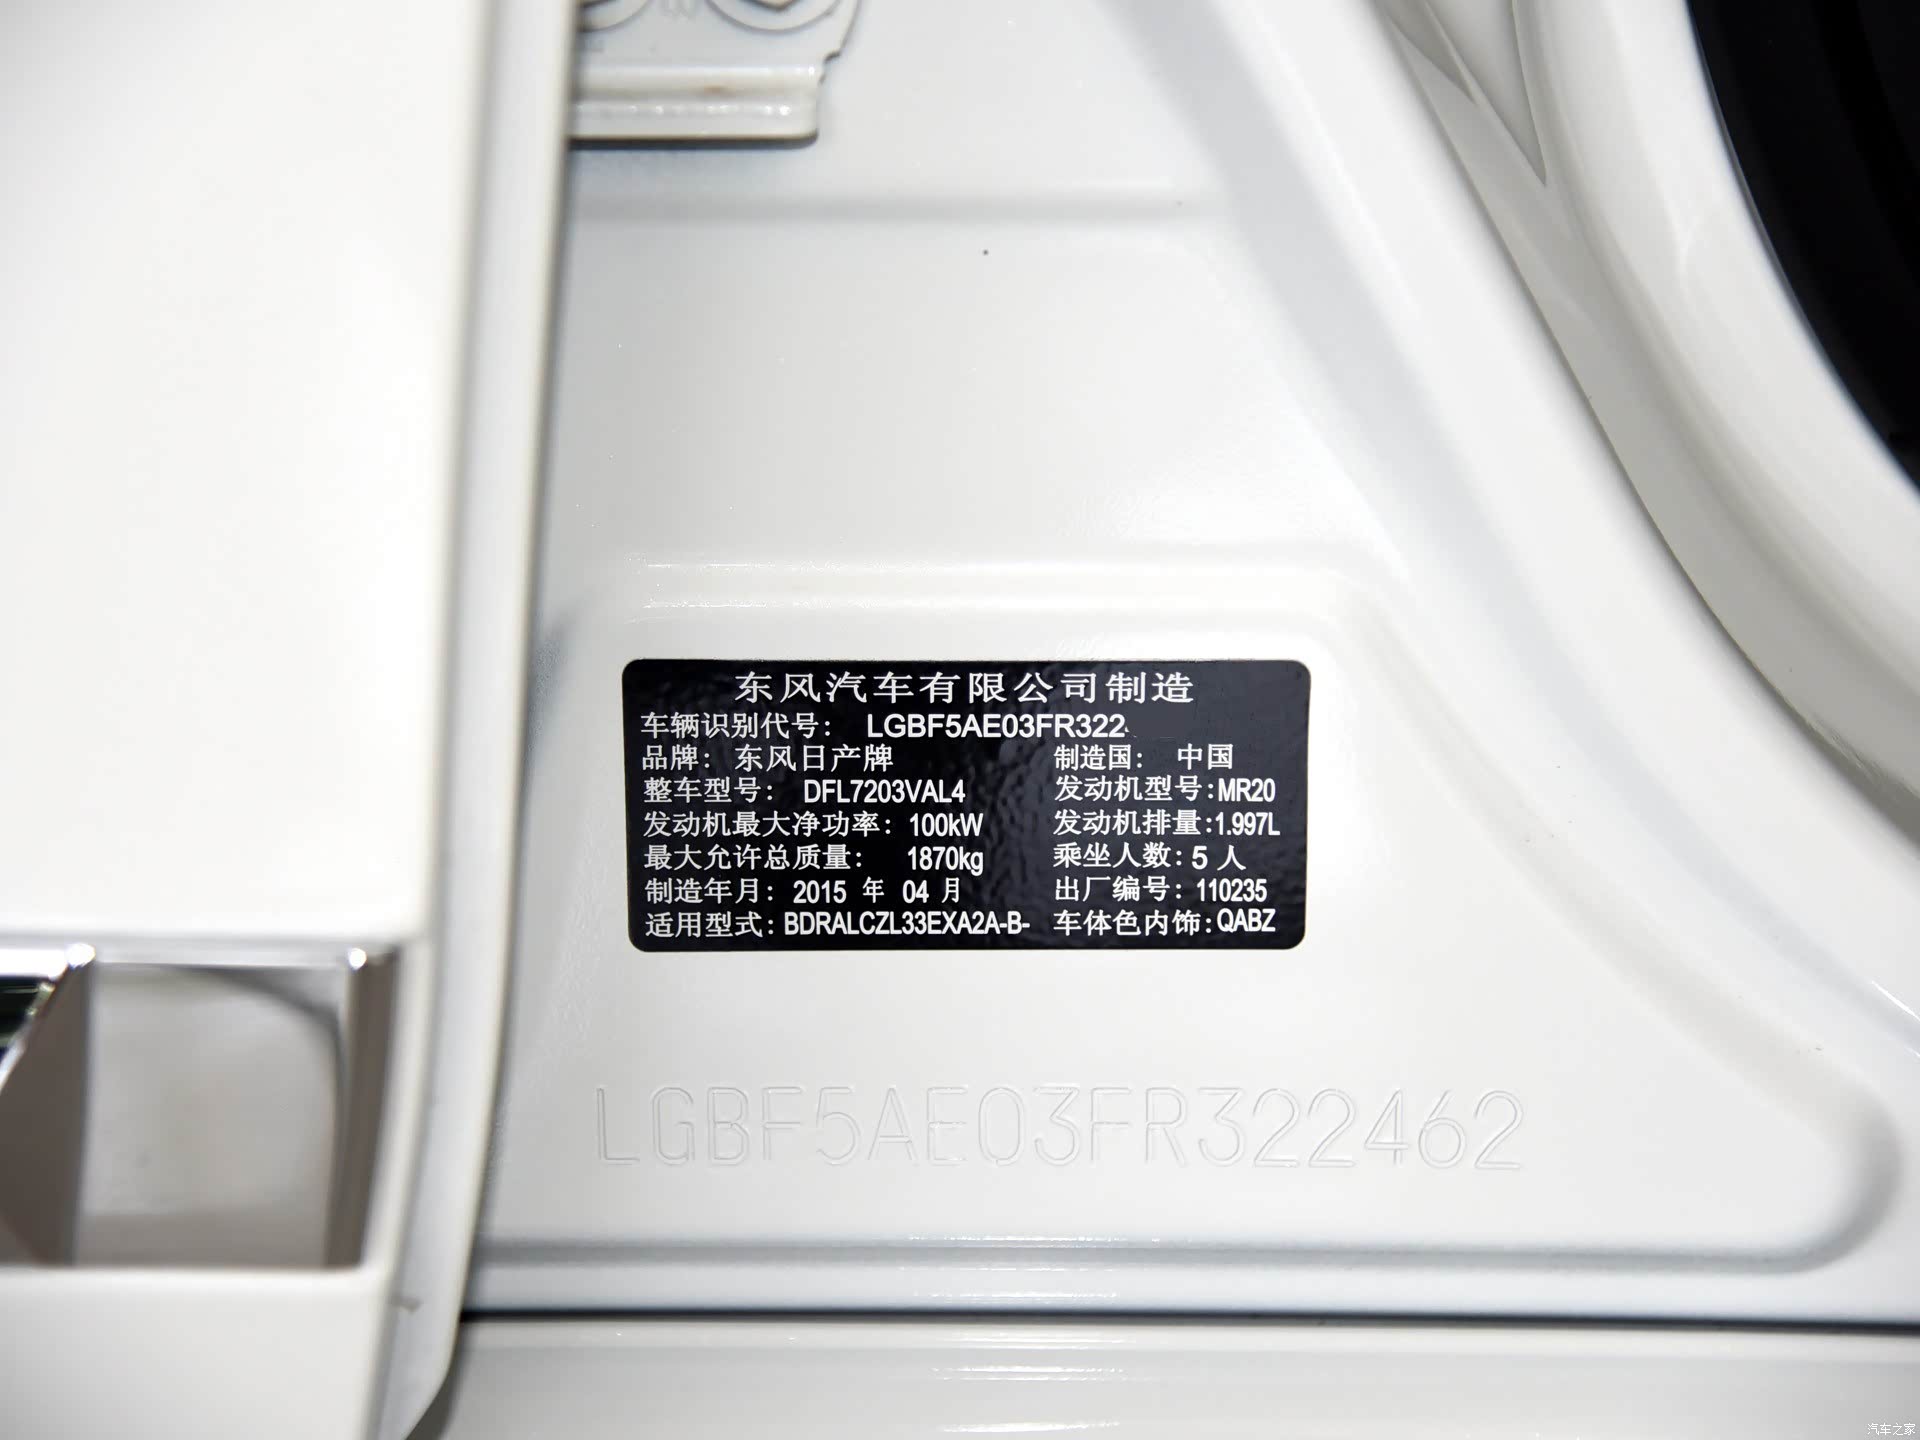 东风汽车有限公司制造
车辆识别代号： LGBF5AE03FR322
品牌： 东风日产牌 制造国： 中国
整车型号： DFL7203VAL4 发动机型号：MR20
发动机最大净功率： 100kW 发动机排量：1.997L
最大允许总质量： 1870kg 乘坐人数：5 人
制造年月： 2015 年 04 月 出厂编号：110235
适用型式：BDRALCZL33EXA2A-B- 车体色内饰：QABZ
LGBF5AE03FR322462
汽车之家